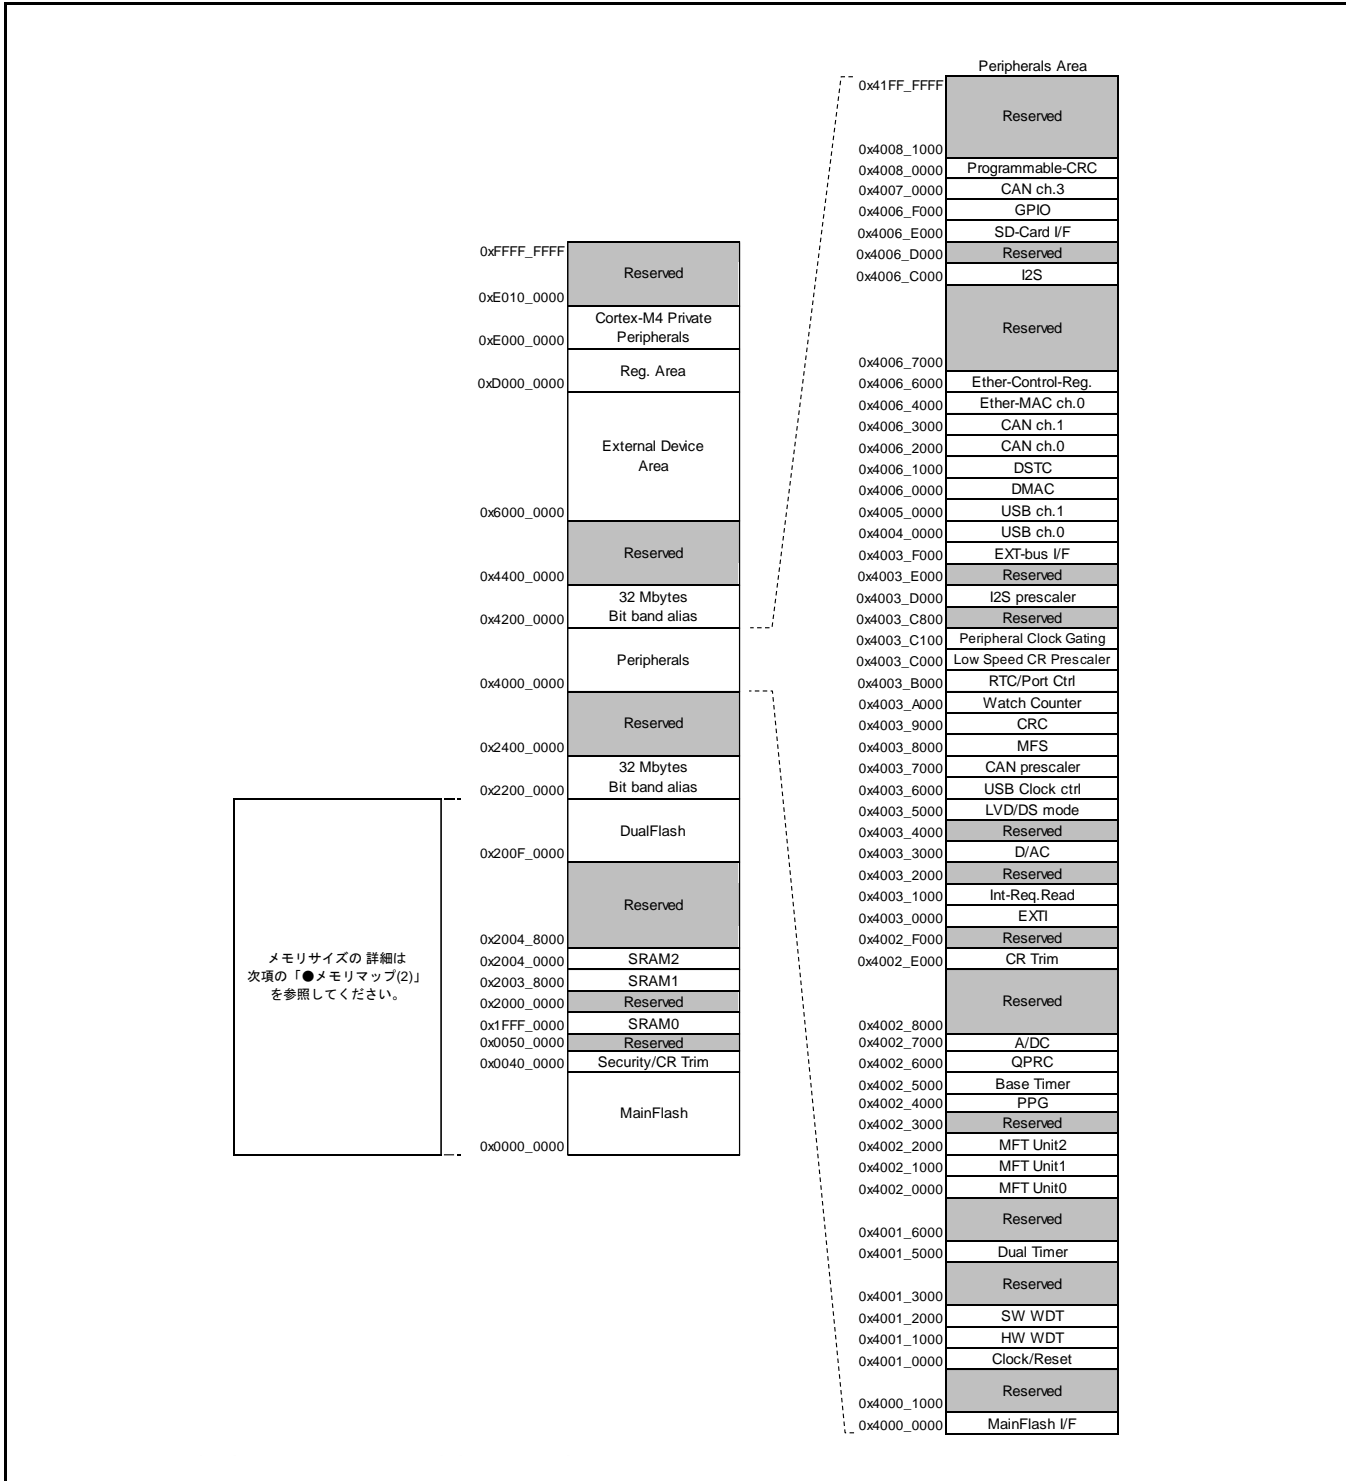 Peripherals Area
0x41FF_FFFF
Reserved
0x4008_1000
0x4008_0000 Programmable-CRC
0x4007_0000 CAN ch.3
0x4006_F000 GPIO
0x4006_E000 SD-Card I/F
0x4006_D000 Reserved
0x4006_C000 I2S
Reserved
0x4006_7000
0x4006_6000 Ether-Control-Reg.
0x4006_4000 Ether-MAC ch.0
0x4006_3000 CAN ch.1
0x4006_2000 CAN ch.0
0x4006_1000 DSTC
0x4006_0000 DMAC
0x4005_0000 USB ch.1
0x4004_0000 USB ch.0
0x4003_F000 EXT-bus I/F
0x4003_E000 Reserved
0x4003_D000 I2S prescaler
0x4003_C800 Reserved
0x4003_C100 Peripheral Clock Gating
0x4003_C000 Low Speed CR Prescaler
0x4003_B000 RTC/Port Ctrl
0x4003_A000 Watch Counter
0x4003_9000 CRC
0x4003_8000 MFS
0x4003_7000 CAN prescaler
0x4003_6000 USB Clock ctrl
0x4003_5000 LVD/DS mode
0x4003_4000 Reserved
0x4003_3000 D/AC
0x4003_2000 Reserved
0x4003_1000 Int-Req.Read
0x4003_0000 EXTI
0x4002_F000 Reserved
0x4002_E000 CR Trim
Reserved
0x4002_8000
0x4002_7000 A/DC
0x4002_6000 QPRC
0x4002_5000 Base Timer
0x4002_4000 PPG
0x4002_3000 Reserved
0x4002_2000 MFT Unit2
0x4002_1000 MFT Unit1
0x4002_0000 MFT Unit0
Reserved
0x4001_6000
0x4001_5000 Dual Timer
Reserved
0x4001_3000
0x4001_2000 SW WDT
0x4001_1000 HW WDT
0x4001_0000 Clock/Reset
Reserved
0x4000_1000
0x4000_0000 MainFlash I/F
0xFFFF_FFFF
Reserved
0xE010_0000
Cortex-M4 Private
Peripherals
0xE000_0000
Reg. Area
0xD000_0000
External Device
Area
0x6000_0000
Reserved
0x4400_0000
32 Mbytes
Bit band alias
0x4200_0000
Peripherals
0x4000_0000
Reserved
0x2400_0000
32 Mbytes
Bit band alias
0x2200_0000
DualFlash
0x200F_0000
Reserved
0x2004_8000
0x2004_0000 SRAM2
0x2003_8000 SRAM1
0x2000_0000 Reserved
0x1FFF_0000 SRAM0
0x0050_0000 Reserved
0x0040_0000 Security/CR Trim
MainFlash
0x0000_0000
メモリサイズの 詳細は
次項の「●メモリマップ(2)」
を参照してください。